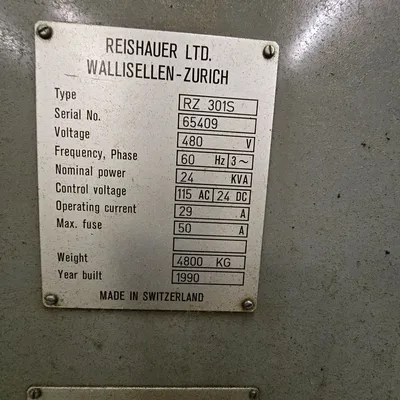 REISHAUER LTD.
WALLISELLEN-ZURICH
Type RZ 301S
Serial No. 65409
Voltage 480 V
Frequency, Phase 60 Hz 3~
Nominal power 24 KVA
Control voltage 115 AC 24 DC
Operating current 29 A
Max. fuse 50 A
Weight 4800 KG
Year built 1990
MADE IN SWITZERLAND